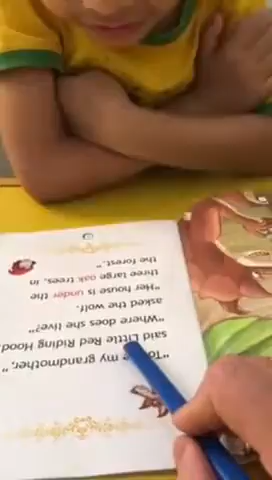 "To my grandmother,"
said Little Red Riding Hood.
"Where does she live?"
asked the wolf.
"Her house is under the
three large oak trees, in
the forest."